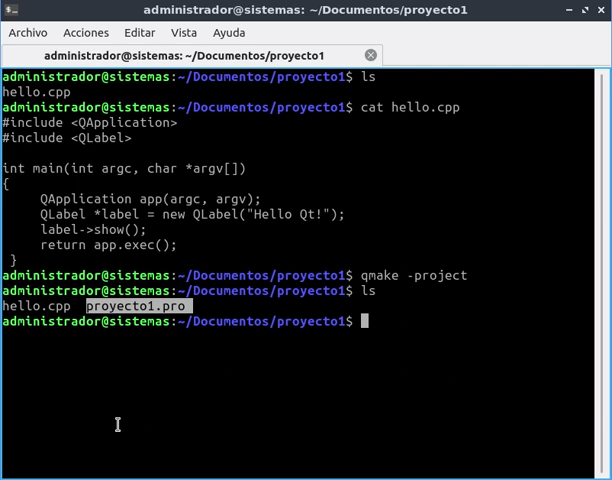 administrador@sistemas: ~/Documentos/proyecto1
Archivo Acciones Editar Vista Ayuda
administrador@sistemas: ~/Documentos/proyecto1
administrador@sistemas:~/Documentos/proyecto1$ ls
hello.cpp
administrador@sistemas:~/Documentos/proyecto1$ cat hello.cpp
#include <QApplication>
#include <QLabel>
int main(int argc, char *argv[])
{
QApplication app(argc, argv);
QLabel *label = new QLabel("Hello Qt!");
label->show();
return app.exec();
}
administrador@sistemas:~/Documentos/proyecto1$ qmake -project
administrador@sistemas:~/Documentos/proyecto1$ ls
hello.cpp proyecto1.pro
administrador@sistemas:~/Documentos/proyecto1$